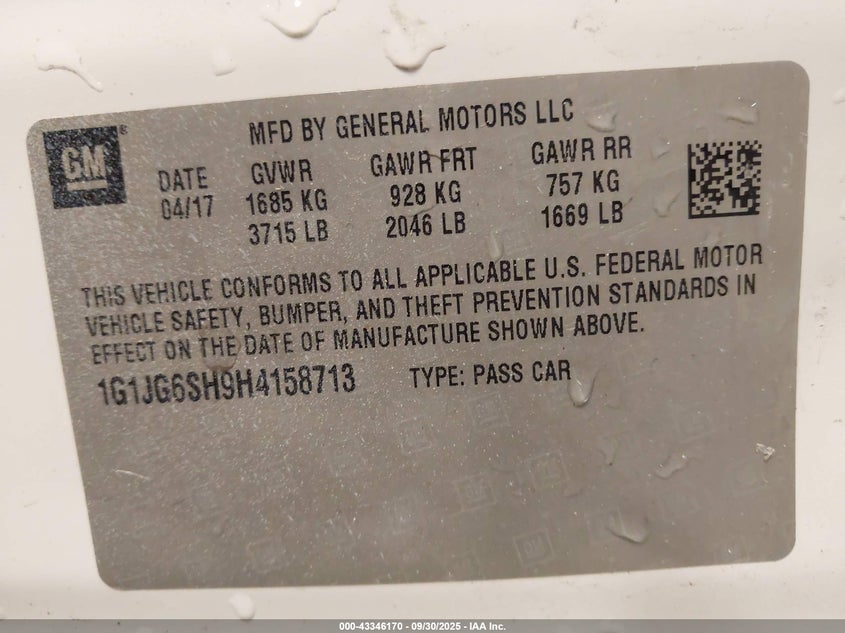 GM®
MFD BY GENERAL MOTORS LLC
DATE GVWR GAWR FRT GAWR RR
04/17 1685 KG 928 KG 757 KG
3715 LB 2046 LB 1669 LB
THIS VEHICLE CONFORMS TO ALL APPLICABLE U.S. FEDERAL MOTOR
VEHICLE SAFETY, BUMPER, AND THEFT PREVENTION STANDARDS IN
EFFECT ON THE DATE OF MANUFACTURE SHOWN ABOVE.
1G1JG6SH9H4158713 TYPE: PASS CAR
000-43346170 - 09/30/2025 - IAA Inc.